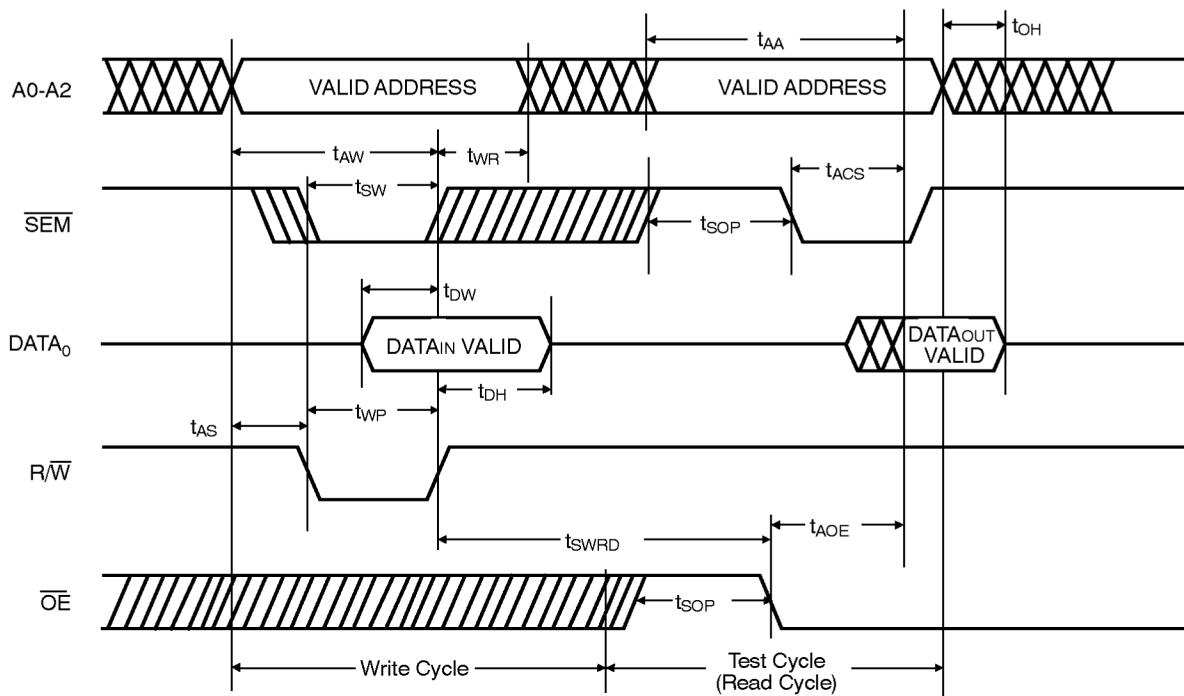 tAA
tOH
A0-A2
VALID ADDRESS
VALID ADDRESS
tAW
tWR
tSW
tACS
SEM
tSOP
tDW
DATA0
DATAIN VALID
DATAOUT
VALID
tDH
tWP
tAS
R/W
tSWRD
tAOE
OE
tSOP
Write Cycle
Test Cycle
(Read Cycle)